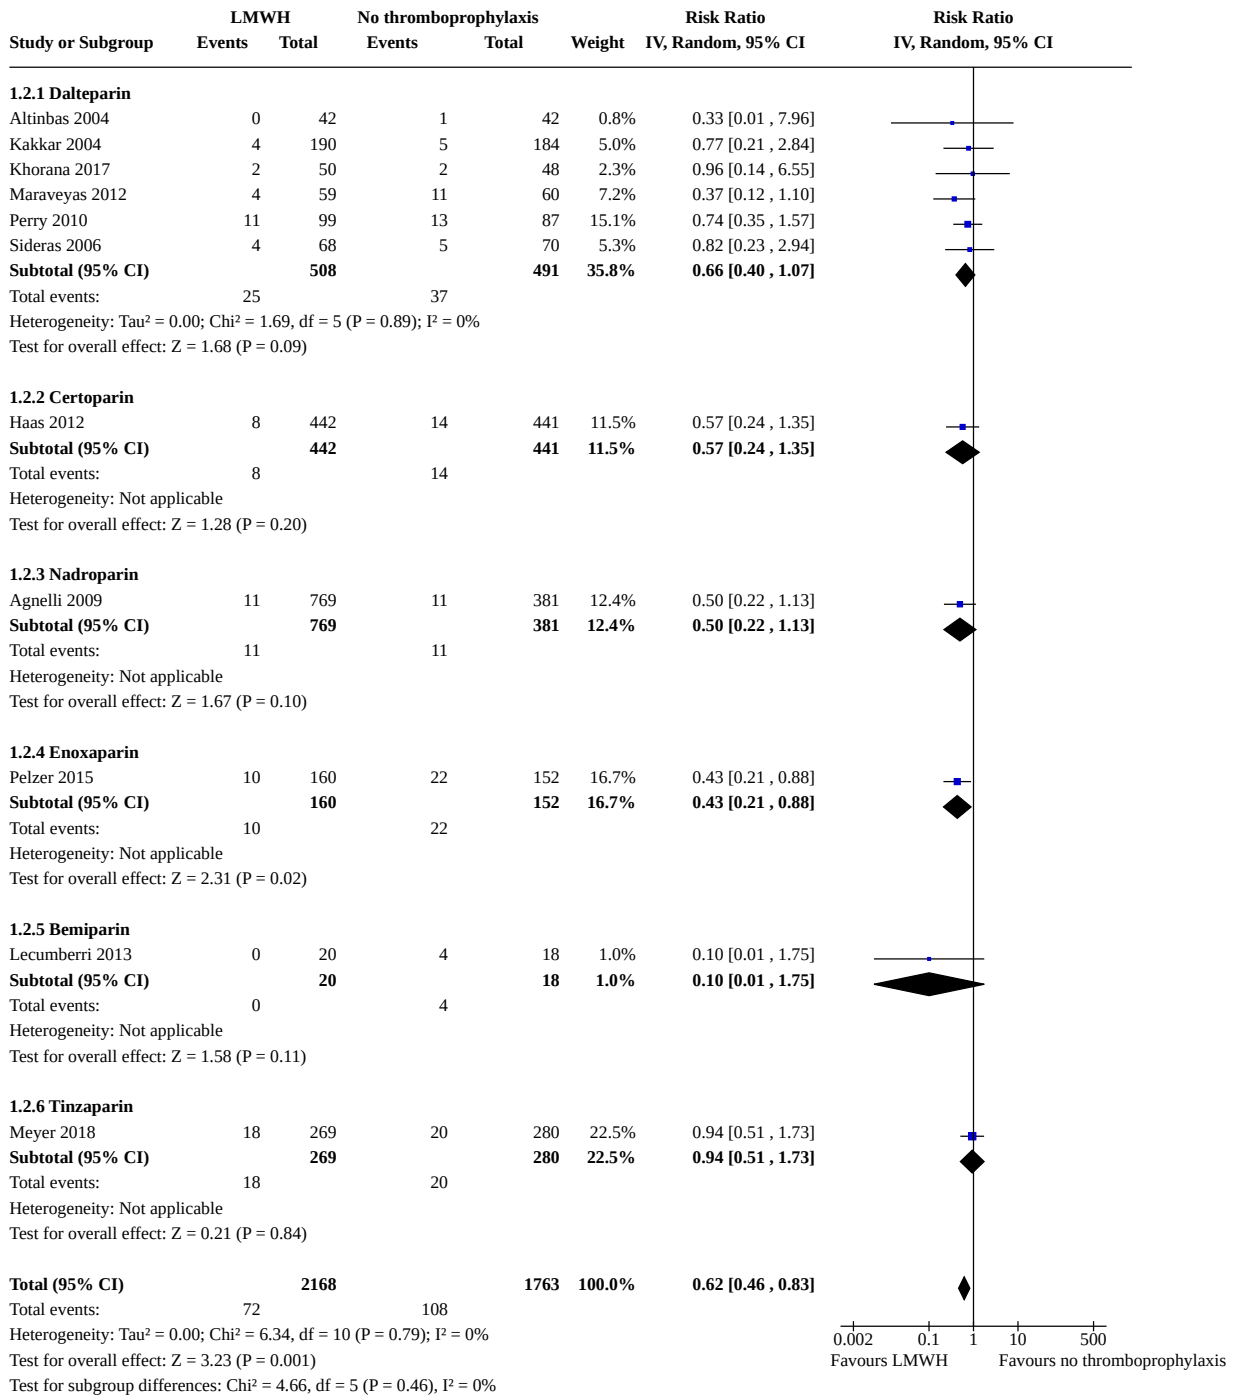 LMWH No thromboprophylaxis Risk Ratio Risk Ratio
Study or Subgroup Events Total Events Total Weight IV, Random, 95% CI IV, Random, 95% CI
1.2.1 Dalteparin
Altinbas 2004 0 42 1 42 0.8% 0.33 [0.01 , 7.96]
Kakkar 2004 4 190 5 184 5.0% 0.77 [0.21 , 2.84]
Khorana 2017 2 50 2 48 2.3% 0.96 [0.14 , 6.55]
Maraveyas 2012 4 59 11 60 7.2% 0.37 [0.12 , 1.10]
Perry 2010 11 99 13 87 15.1% 0.74 [0.35 , 1.57]
Sideras 2006 4 68 5 70 5.3% 0.82 [0.23 , 2.94]
Subtotal (95% CI) 508 491 35.8% 0.66 [0.40 , 1.07]
Total events: 25 37
Heterogeneity: Tau² = 0.00; Chi² = 1.69, df = 5 (P = 0.89); I² = 0%
Test for overall effect: Z = 1.68 (P = 0.09)
1.2.2 Certoparin
Haas 2012 8 442 14 441 11.5% 0.57 [0.24 , 1.35]
Subtotal (95% CI) 442 441 11.5% 0.57 [0.24 , 1.35]
Total events: 8 14
Heterogeneity: Not applicable
Test for overall effect: Z = 1.28 (P = 0.20)
1.2.3 Nadroparin
Agnelli 2009 11 769 11 381 12.4% 0.50 [0.22 , 1.13]
Subtotal (95% CI) 769 381 12.4% 0.50 [0.22 , 1.13]
Total events: 11 11
Heterogeneity: Not applicable
Test for overall effect: Z = 1.67 (P = 0.10)
1.2.4 Enoxaparin
Pelzer 2015 10 160 22 152 16.7% 0.43 [0.21 , 0.88]
Subtotal (95% CI) 160 152 16.7% 0.43 [0.21 , 0.88]
Total events: 10 22
Heterogeneity: Not applicable
Test for overall effect: Z = 2.31 (P = 0.02)
1.2.5 Bemiparin
Lecumberri 2013 0 20 4 18 1.0% 0.10 [0.01 , 1.75]
Subtotal (95% CI) 20 18 1.0% 0.10 [0.01 , 1.75]
Total events: 0 4
Heterogeneity: Not applicable
Test for overall effect: Z = 1.58 (P = 0.11)
1.2.6 Tinzaparin
Meyer 2018 18 269 20 280 22.5% 0.94 [0.51 , 1.73]
Subtotal (95% CI) 269 280 22.5% 0.94 [0.51 , 1.73]
Total events: 18 20
Heterogeneity: Not applicable
Test for overall effect: Z = 0.21 (P = 0.84)
Total (95% CI) 2168 1763 100.0% 0.62 [0.46 , 0.83]
Total events: 72 108
Heterogeneity: Tau² = 0.00; Chi² = 6.34, df = 10 (P = 0.79); I² = 0%
0.002 0.1 1 10 500
Test for overall effect: Z = 3.23 (P = 0.001)
Favours LMWH Favours no thromboprophylaxis
Test for subgroup differences: Chi² = 4.66, df = 5 (P = 0.46), I² = 0%